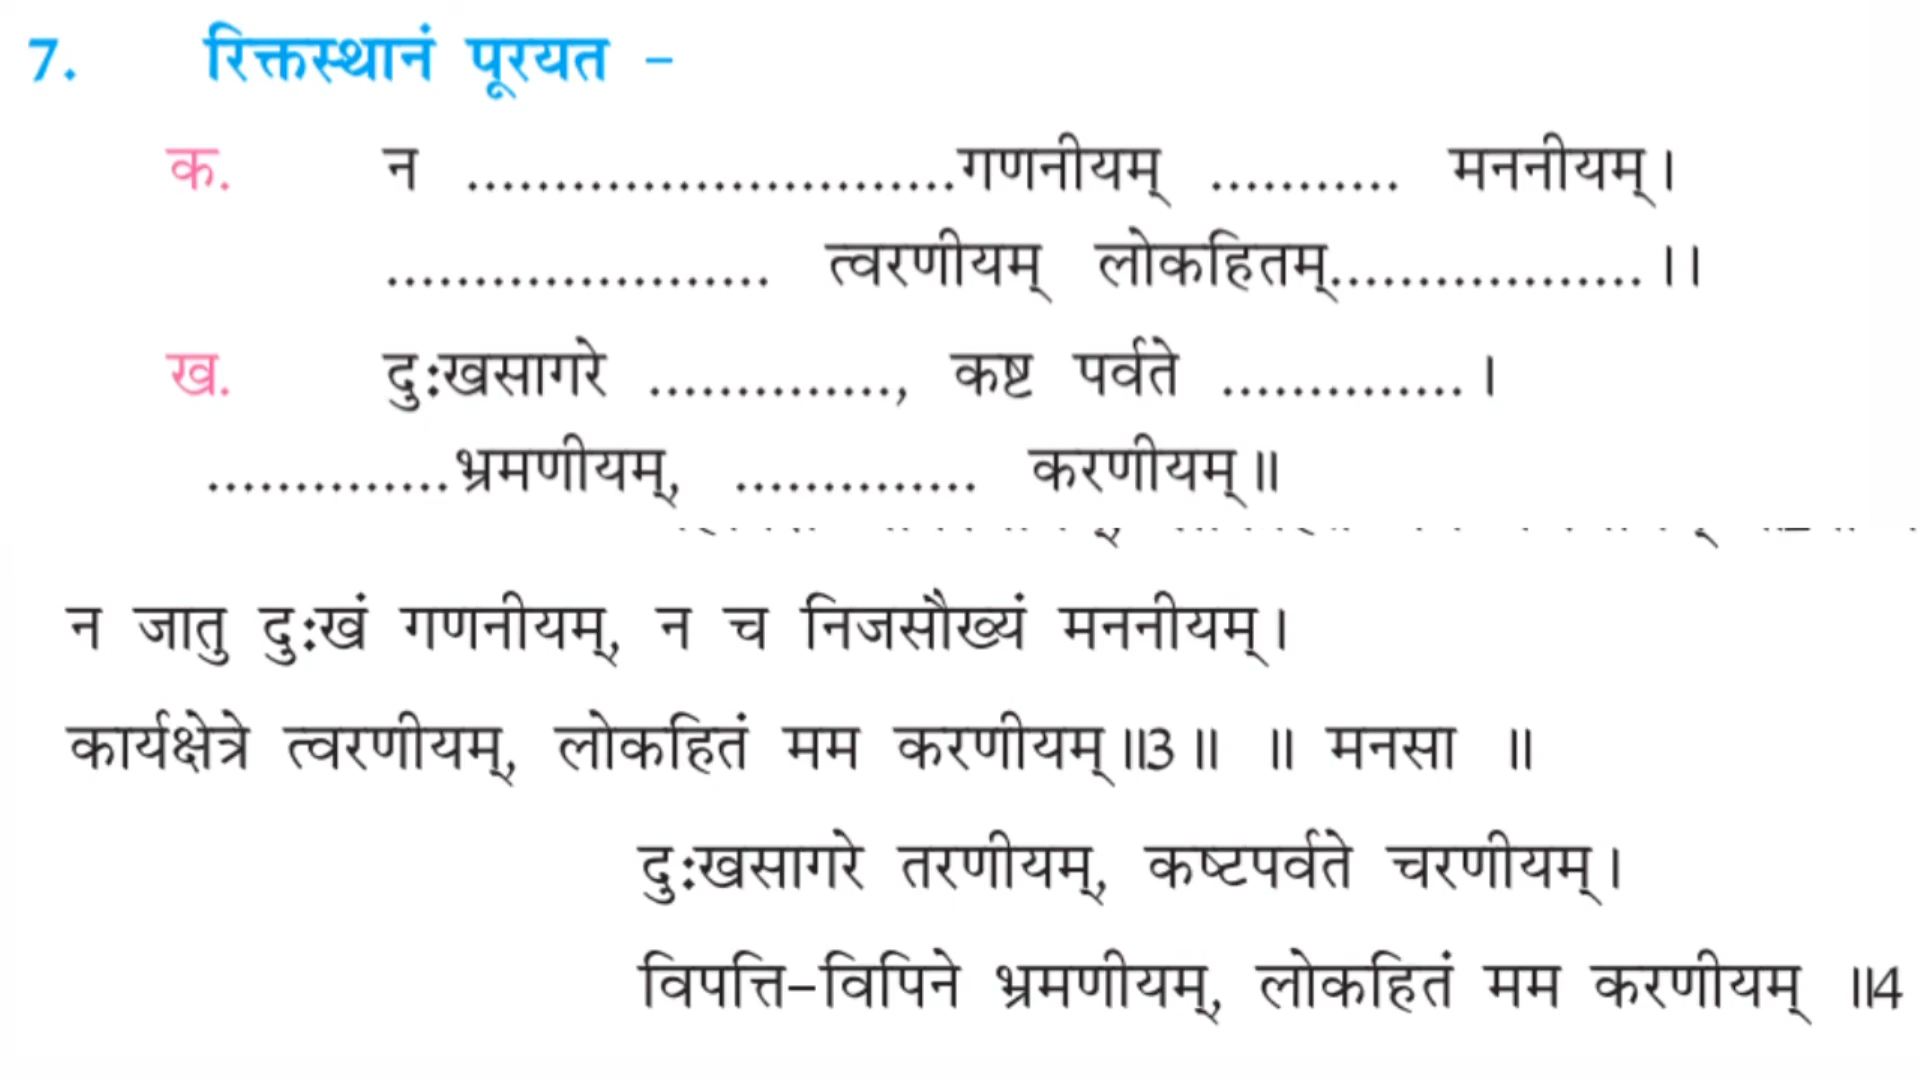 7. रिक्तस्थानं पूरयत –
क. न ..................................गणनीयम् ............. मननीयम्।
........................... त्वरणीयम् लोकहितम्......................।।
ख. दुःखसागरे ................., कष्ट पर्वते .................।
.................भ्रमणीयम्, ................. करणीयम्॥
न जातु दुःखं गणनीयम्, न च निजसौख्यं मननीयम्।
कार्यक्षेत्रे त्वरणीयम्, लोकहितं मम करणीयम्॥3॥ ॥ मनसा ॥
दुःखसागरे तरणीयम्, कष्टपर्वते चरणीयम्।
विपत्ति-विपिने भ्रमणीयम्, लोकहितं मम करणीयम् ॥4